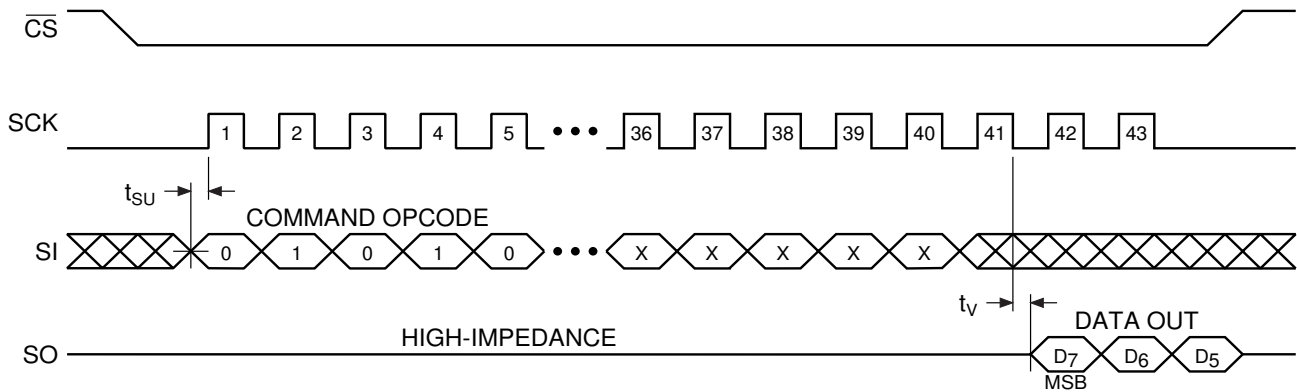 CS
SCK 1 2 3 4 5 ••• 36 37 38 39 40 41 42 43
tSU
COMMAND OPCODE
SI 0 1 0 1 0 ••• X X X X X
tV
HIGH-IMPEDANCE DATA OUT
SO D7 D6 D5
MSB